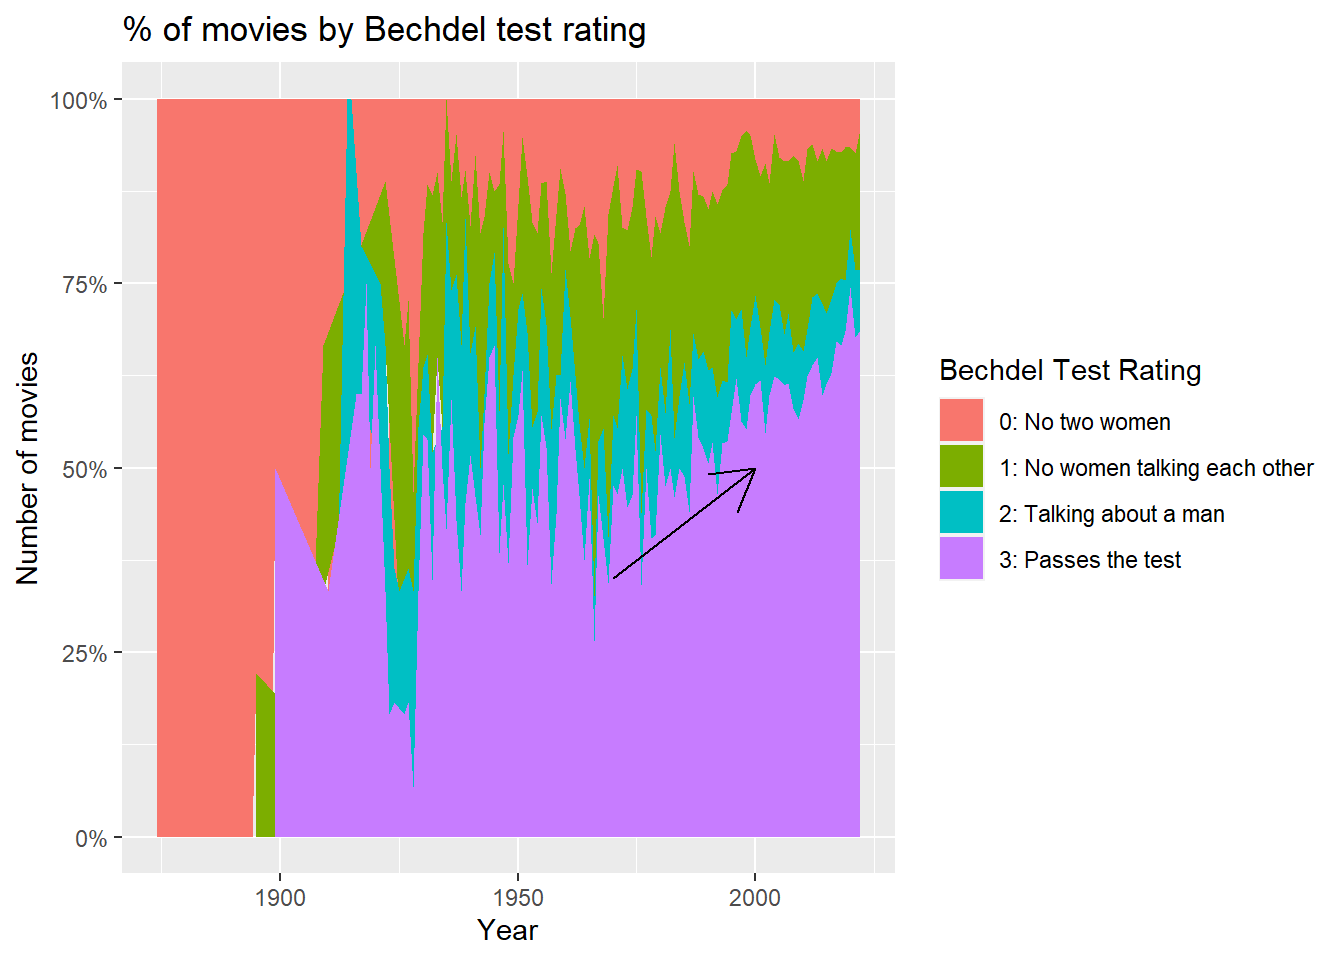 % of movies by Bechdel test rating
100%
75%
50%
25%
0%
Number of movies
1900
1950
2000
Year
Bechdel Test Rating
0: No two women
1: No women talking each other
2: Talking about a man
3: Passes the test